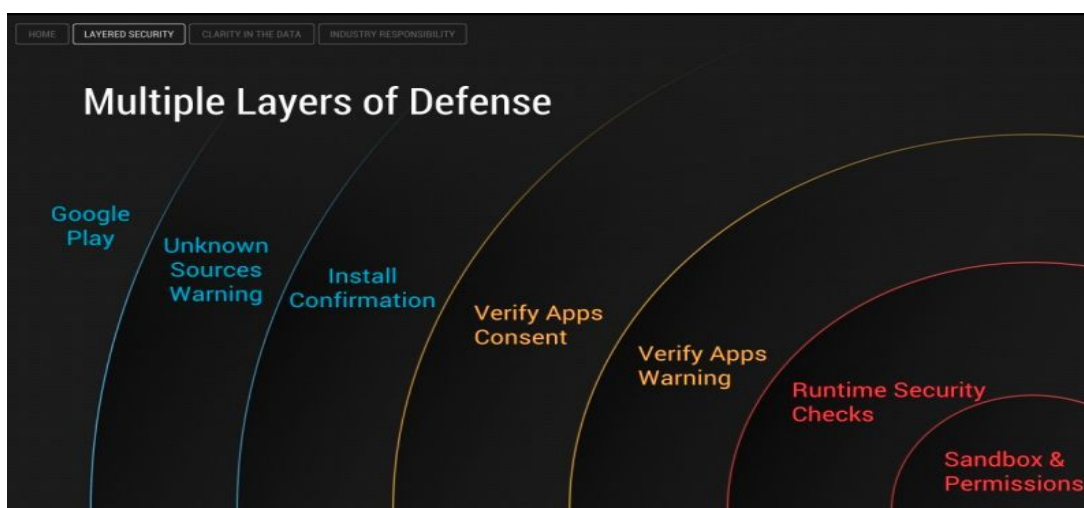 HOME LAYERED SECURITY CLARITY IN THE DATA INDUSTRY RESPONSIBILITY
Multiple Layers of Defense
Google
Play
Unknown
Sources
Warning
Install
Confirmation
Verify Apps
Consent
Verify Apps
Warning
Runtime Security
Checks
Sandbox &
Permissions